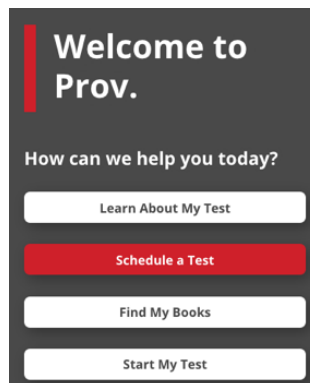 Welcome to
Prov.
How can we help you today?
Learn About My Test
Schedule a Test
Find My Books
Start My Test